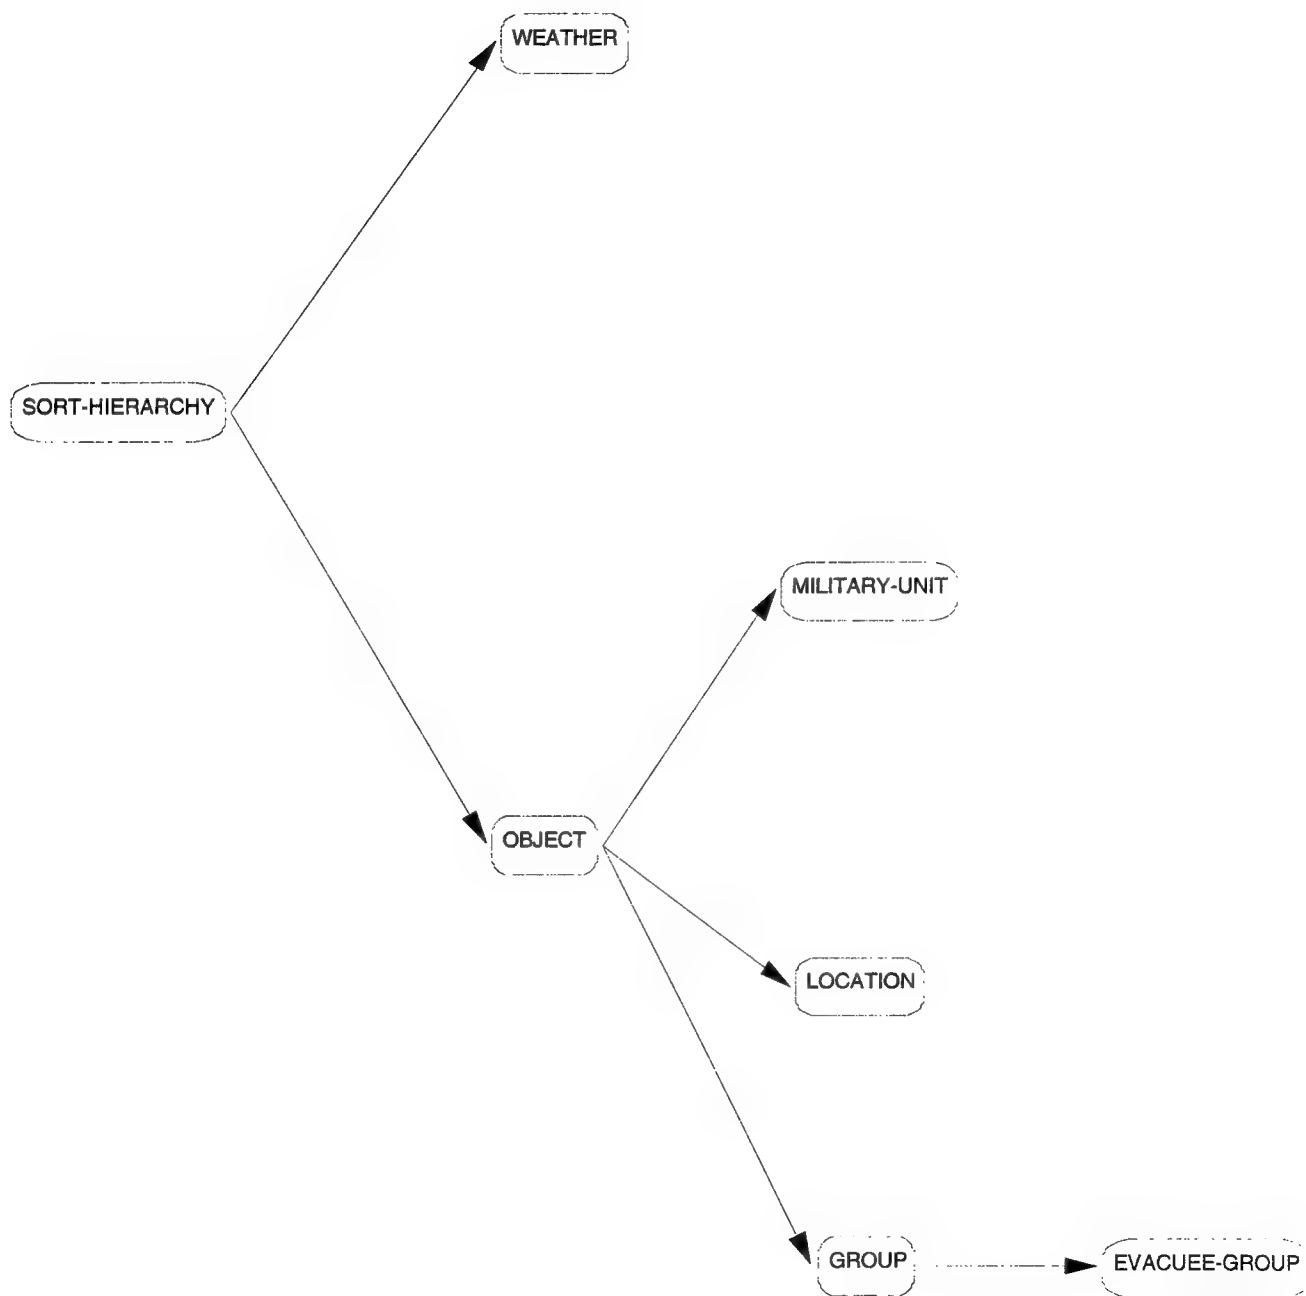 WEATHER
SORT-HIERARCHY
MILITARY-UNIT
OBJECT
LOCATION
GROUP
EVACUEE-GROUP